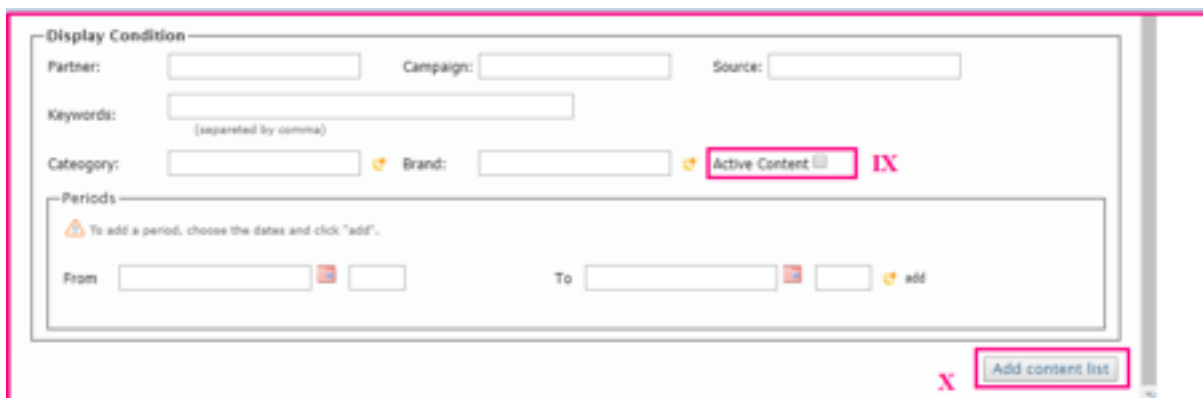 Display Condition
Partner: Campaign: Source:
Keywords:
(separeted by comma)
Cateogory: Brand: Active Content IX
Periods
To add a period, choose the dates and click "add".
From To add
X Add content list